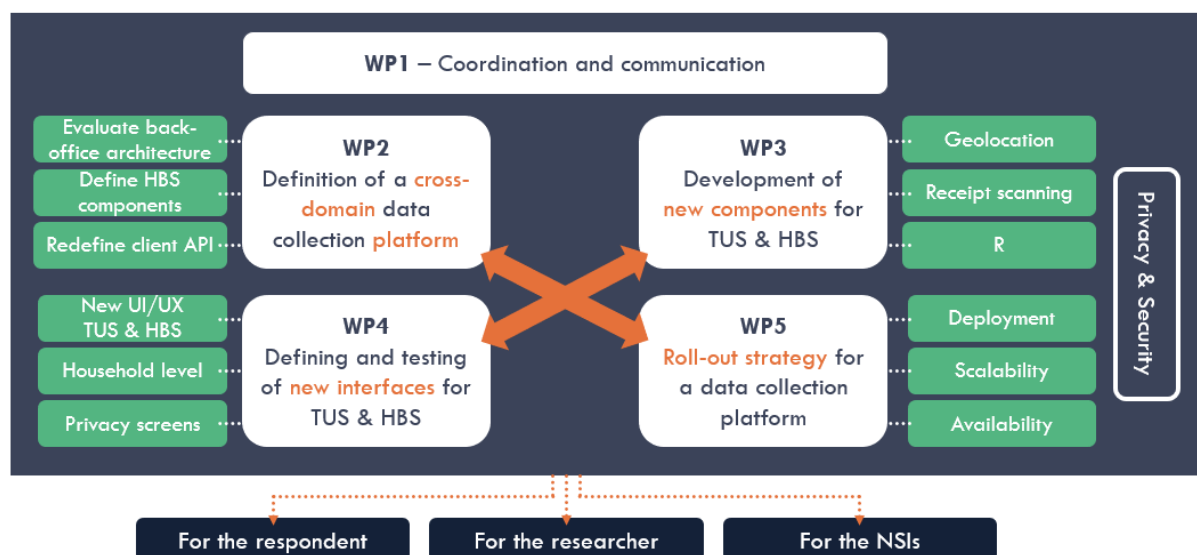 WP1 – Coordination and communication
Evaluate back-
office architecture
Define HBS
components
Redefine client API
WP2
Definition of a cross-
domain data
collection platform
WP3
Development of
new components for
TUS & HBS
Geolocation
Receipt scanning
R
New UI/UX
TUS & HBS
Household level
Privacy screens
WP4
Defining and testing
of new interfaces for
TUS & HBS
WP5
Roll-out strategy for
a data collection
platform
Deployment
Scalability
Availability
Privacy & Security
For the respondent
For the researcher
For the NSIs